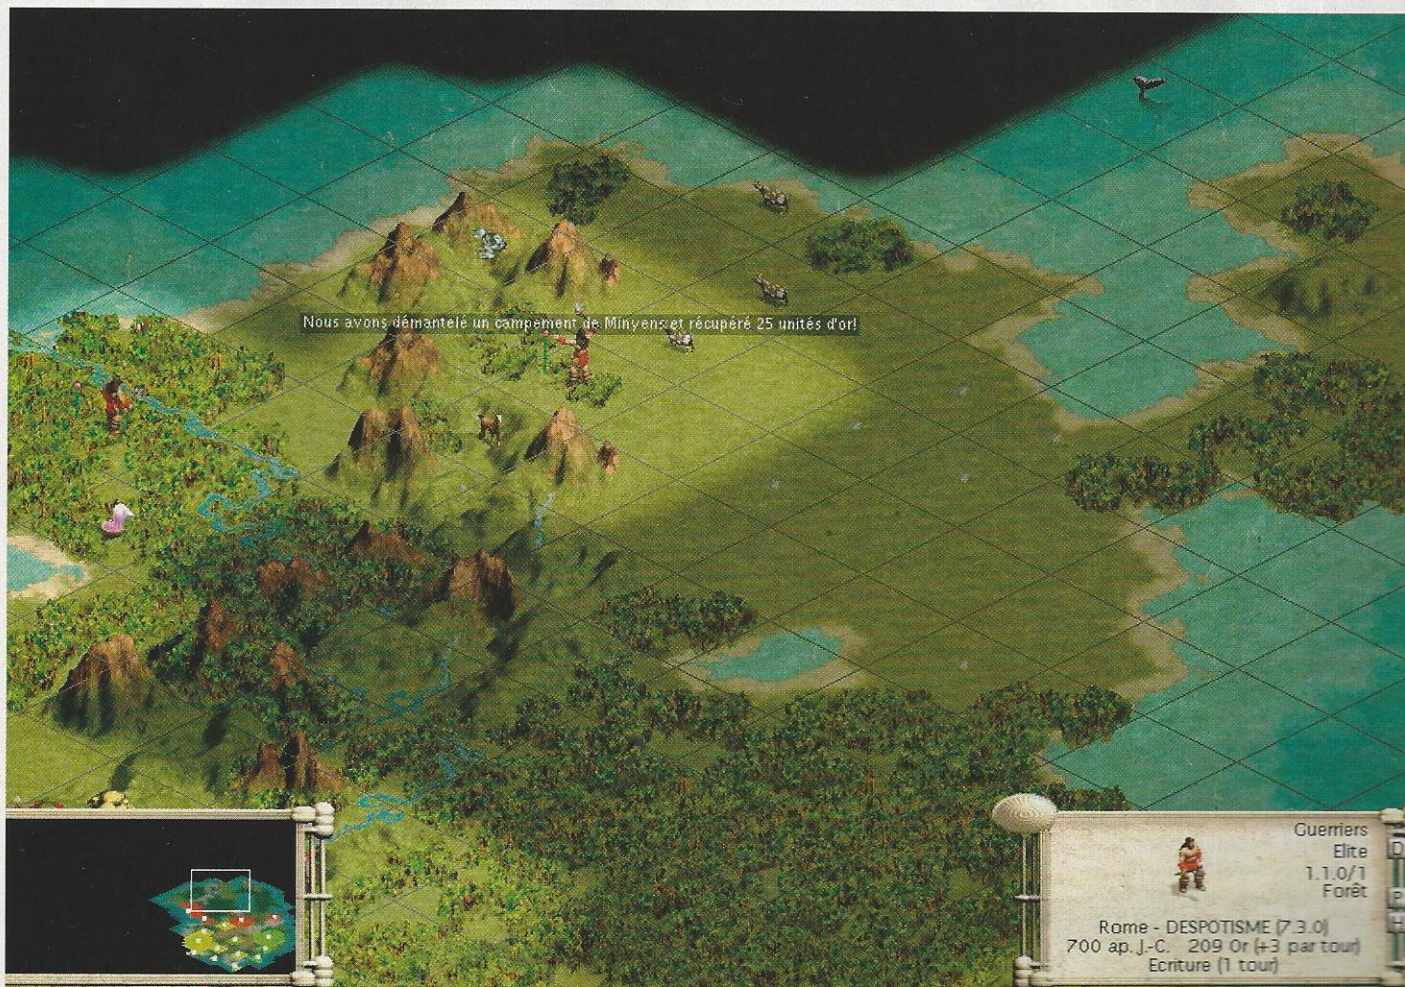 Nous avons démantelé un campement de Minyens et récupéré 25 unités d'or!
Guerriers
Elite
1.1.0/1
Forêt
Rome - DESPOTISME (7.3.0)
700 ap. J.-C. 209 Or (+3 par tour)
Ecriture (1 tour)
D
P
H